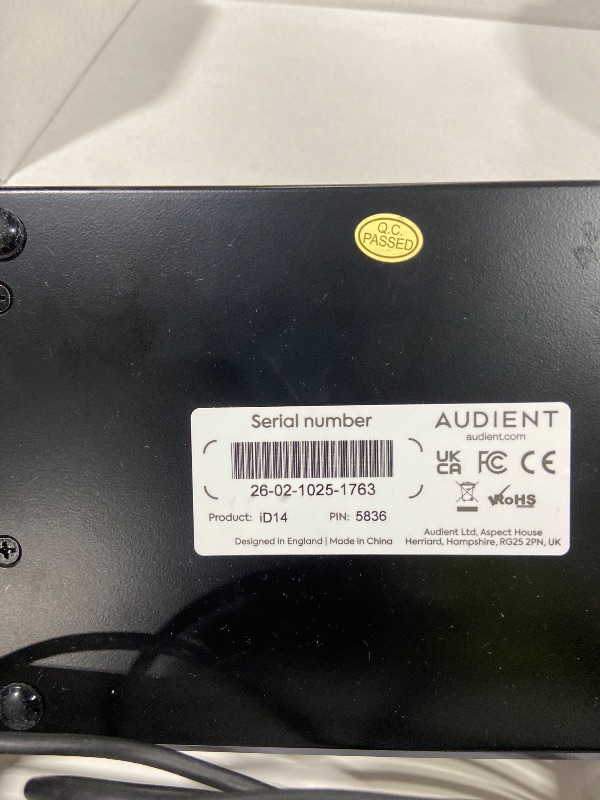 Q.C.
PASSED
Serial number
26-02-1025-1763
Product: iD14 PIN: 5836
Designed in England | Made in China
AUDIENT
audient.com
UK
CA FC CE
RoHS
Audient Ltd, Aspect House
Herriard, Hampshire, RG25 2PN, UK